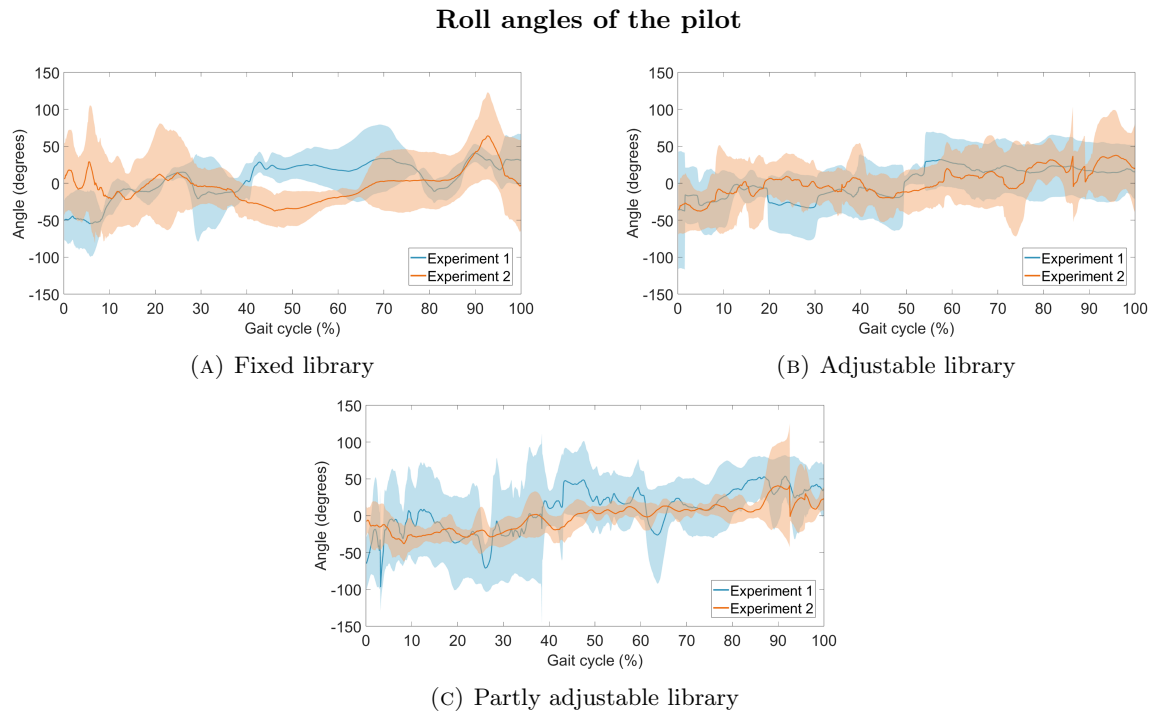 Roll angles of the pilot
150
100
50
0
-50
-100
-150
Angle (degrees)
0 10 20 30 40 50 60 70 80 90 100
Gait cycle (%)
Experiment 1
Experiment 2
(A) Fixed library
150
100
50
0
-50
-100
-150
Angle (degrees)
0 10 20 30 40 50 60 70 80 90 100
Gait cycle (%)
Experiment 1
Experiment 2
(B) Adjustable library
150
100
50
0
-50
-100
-150
Angle (degrees)
0 10 20 30 40 50 60 70 80 90 100
Gait cycle (%)
Experiment 1
Experiment 2
(C) Partly adjustable library